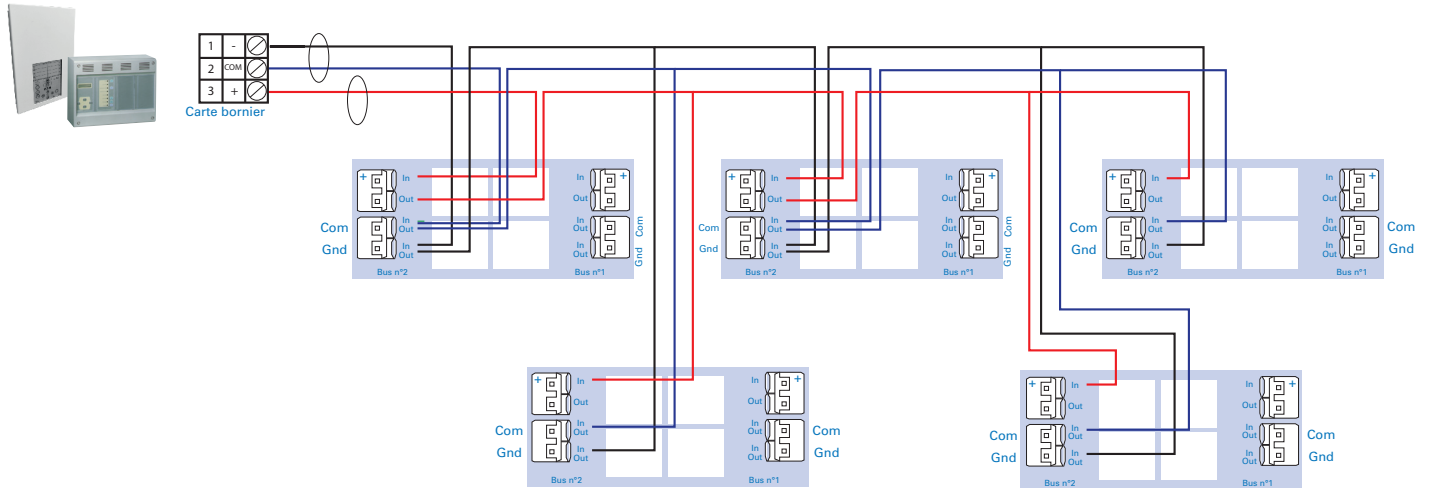 1 -
2 COM
3 +
Carte bornier
+ In
Out
Com In
Out
Gnd In
Out
Bus n°2
In +
Out
In
Out Com
In
Out Gnd
Bus n°1
+ In
Out
Com In
Out
Gnd In
Out
Bus n°2
In +
Out
In
Out Com
In
Out Gnd
Bus n°1
+ In
Out
Com In
Out
Gnd In
Out
Bus n°2
In +
Out
In Com
Out
In Gnd
Out
Bus n°1
+ In
Out
Com In
Out
Gnd In
Out
Bus n°2
In +
Out
In Com
Out
In Gnd
Out
Bus n°1
+ In
Out
Com In
Out
Gnd In
Out
Bus n°2
In +
Out
In Com
Out
In Gnd
Out
Bus n°1